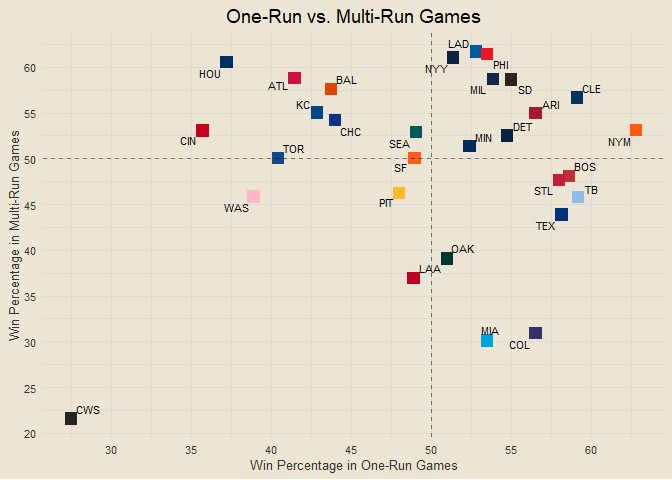 One-Run vs. Multi-Run Games
LAD
PHI
NYY
HOU
ATL
BAL
MIL
SD
CLE
KC
CHC
ARI
CIN
SEA
MIN
DET
NYM
TOR
SF
BOS
STL
TB
WAS
PIT
TEX
OAK
LAA
MIA
COL
CWS
60
55
50
45
40
35
30
25
20
30
35
40
45
50
55
60
Win Percentage in Multi-Run Games
Win Percentage in One-Run Games